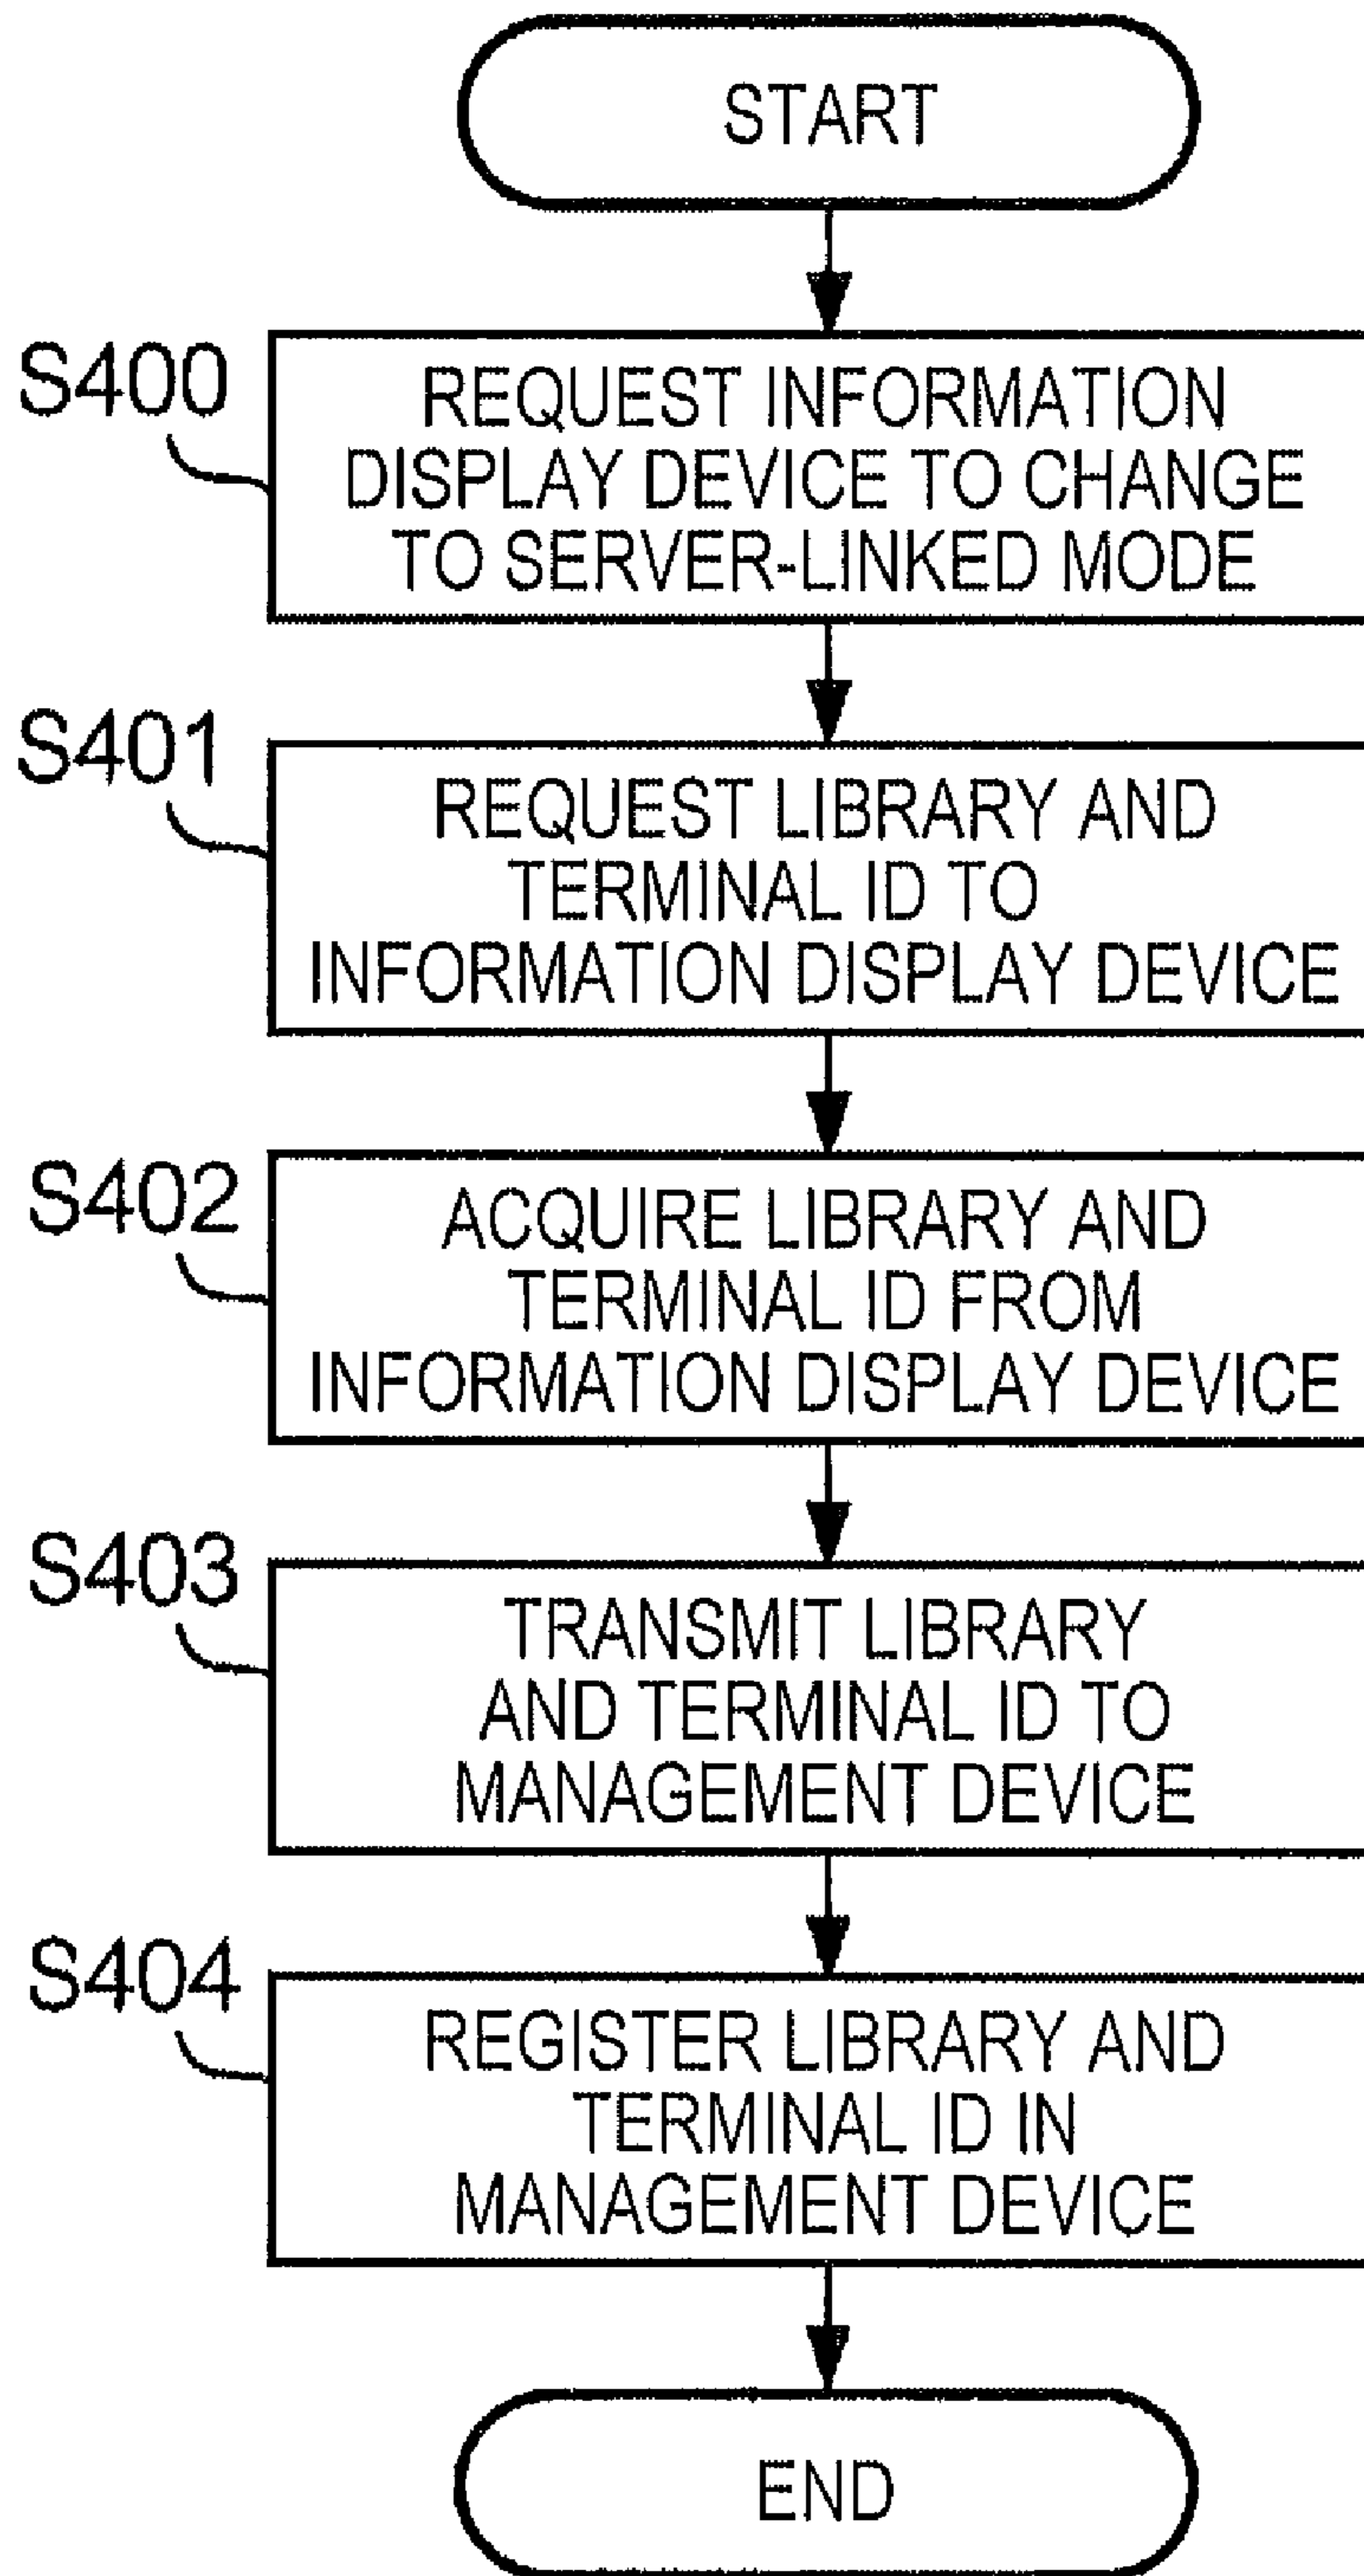 START
S400
REQUEST INFORMATION
DISPLAY DEVICE TO CHANGE
TO SERVER-LINKED MODE
S401
REQUEST LIBRARY AND
TERMINAL ID TO
INFORMATION DISPLAY DEVICE
S402
ACQUIRE LIBRARY AND
TERMINAL ID FROM
INFORMATION DISPLAY DEVICE
S403
TRANSMIT LIBRARY
AND TERMINAL ID TO
MANAGEMENT DEVICE
S404
REGISTER LIBRARY AND
TERMINAL ID IN
MANAGEMENT DEVICE
END